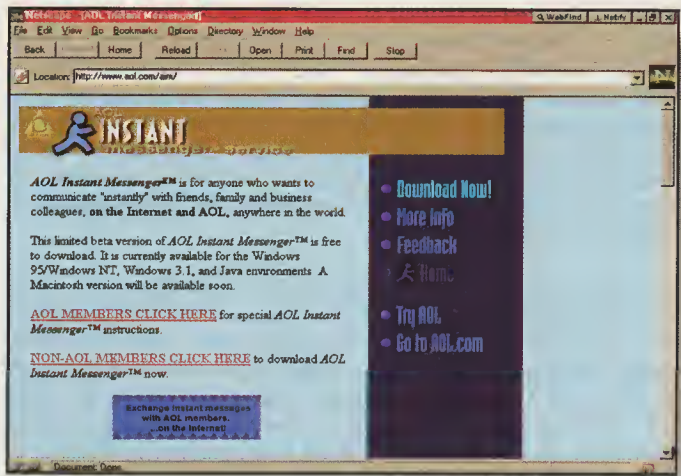 Netscape - [AOL Instant Messenger]
WebFind Notify
File Edit View Go Bookmarks Options Directory Window Help
Back Home Reload Open Print Find Stop
Location: http://www.aol.com/aim/
AOL
INSTANT
messenger service
AOL Instant Messenger™ is for anyone who wants to
communicate "instantly" with friends, family and business
colleagues, on the Internet and AOL, anywhere in the world.
This limited beta version of AOL Instant Messenger™ is free
to download. It is currently available for the Windows
95/Windows NT, Windows 3.1, and Java environments. A
Macintosh version will be available soon.
AOL MEMBERS CLICK HERE for special AOL Instant
Messenger™ instructions.
NON-AOL MEMBERS CLICK HERE to download AOL
Instant Messenger™ now.
Exchange instant messages
with AOL members.
...on the Internet!
Download Now!
More Info
Feedback
Home
Try AOL
Go to AOL.com
Document: Done